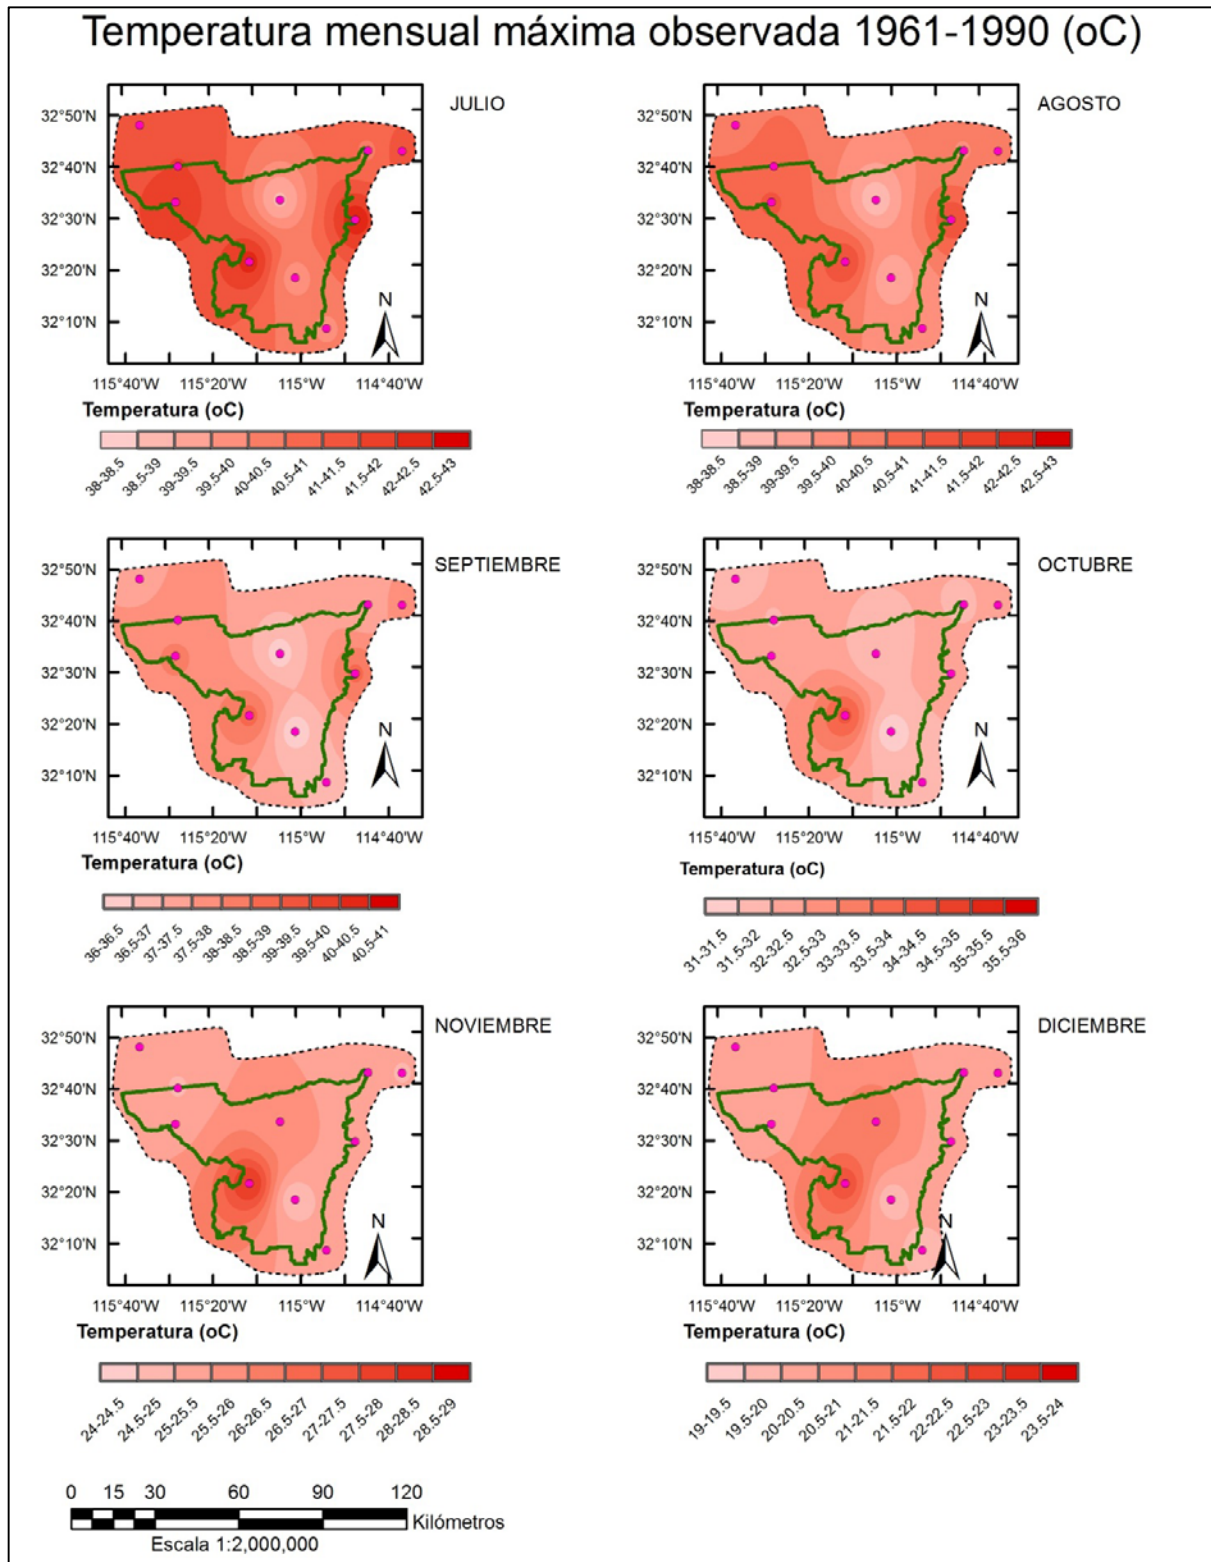 Temperatura mensual máxima observada 1961-1990 (oC)
JULIO
32°50'N
32°40'N
32°30'N
32°20'N
32°10'N
N
115°40'W 115°20'W 115°W 114°40'W
Temperatura (oC)
38-38.5 38.5-39 39-39.5 39.5-40 40-40.5 40.5-41 41-41.5 41.5-42 42-42.5 42.5-43
AGOSTO
32°50'N
32°40'N
32°30'N
32°20'N
32°10'N
N
115°40'W 115°20'W 115°W 114°40'W
Temperatura (oC)
38-38.5 38.5-39 39-39.5 39.5-40 40-40.5 40.5-41 41-41.5 41.5-42 42-42.5 42.5-43
SEPTIEMBRE
32°50'N
32°40'N
32°30'N
32°20'N
32°10'N
N
115°40'W 115°20'W 115°W 114°40'W
Temperatura (oC)
36-36.5 36.5-37 37-37.5 37.5-38 38-38.5 38.5-39 39-39.5 39.5-40 40-40.5 40.5-41
OCTUBRE
32°50'N
32°40'N
32°30'N
32°20'N
32°10'N
N
115°40'W 115°20'W 115°W 114°40'W
Temperatura (oC)
31-31.5 31.5-32 32-32.5 32.5-33 33-33.5 33.5-34 34-34.5 34.5-35 35-35.5 35.5-36
NOVIEMBRE
32°50'N
32°40'N
32°30'N
32°20'N
32°10'N
N
115°40'W 115°20'W 115°W 114°40'W
Temperatura (oC)
24-24.5 24.5-25 25-25.5 25.5-26 26-26.5 26.5-27 27-27.5 27.5-28 28-28.5 28.5-29
DICIEMBRE
32°50'N
32°40'N
32°30'N
32°20'N
32°10'N
N
115°40'W 115°20'W 115°W 114°40'W
Temperatura (oC)
19-19.5 19.5-20 20-20.5 20.5-21 21-21.5 21.5-22 22-22.5 22.5-23 23-23.5 23.5-24
0 15 30 60 90 120
Kilómetros
Escala 1:2,000,000